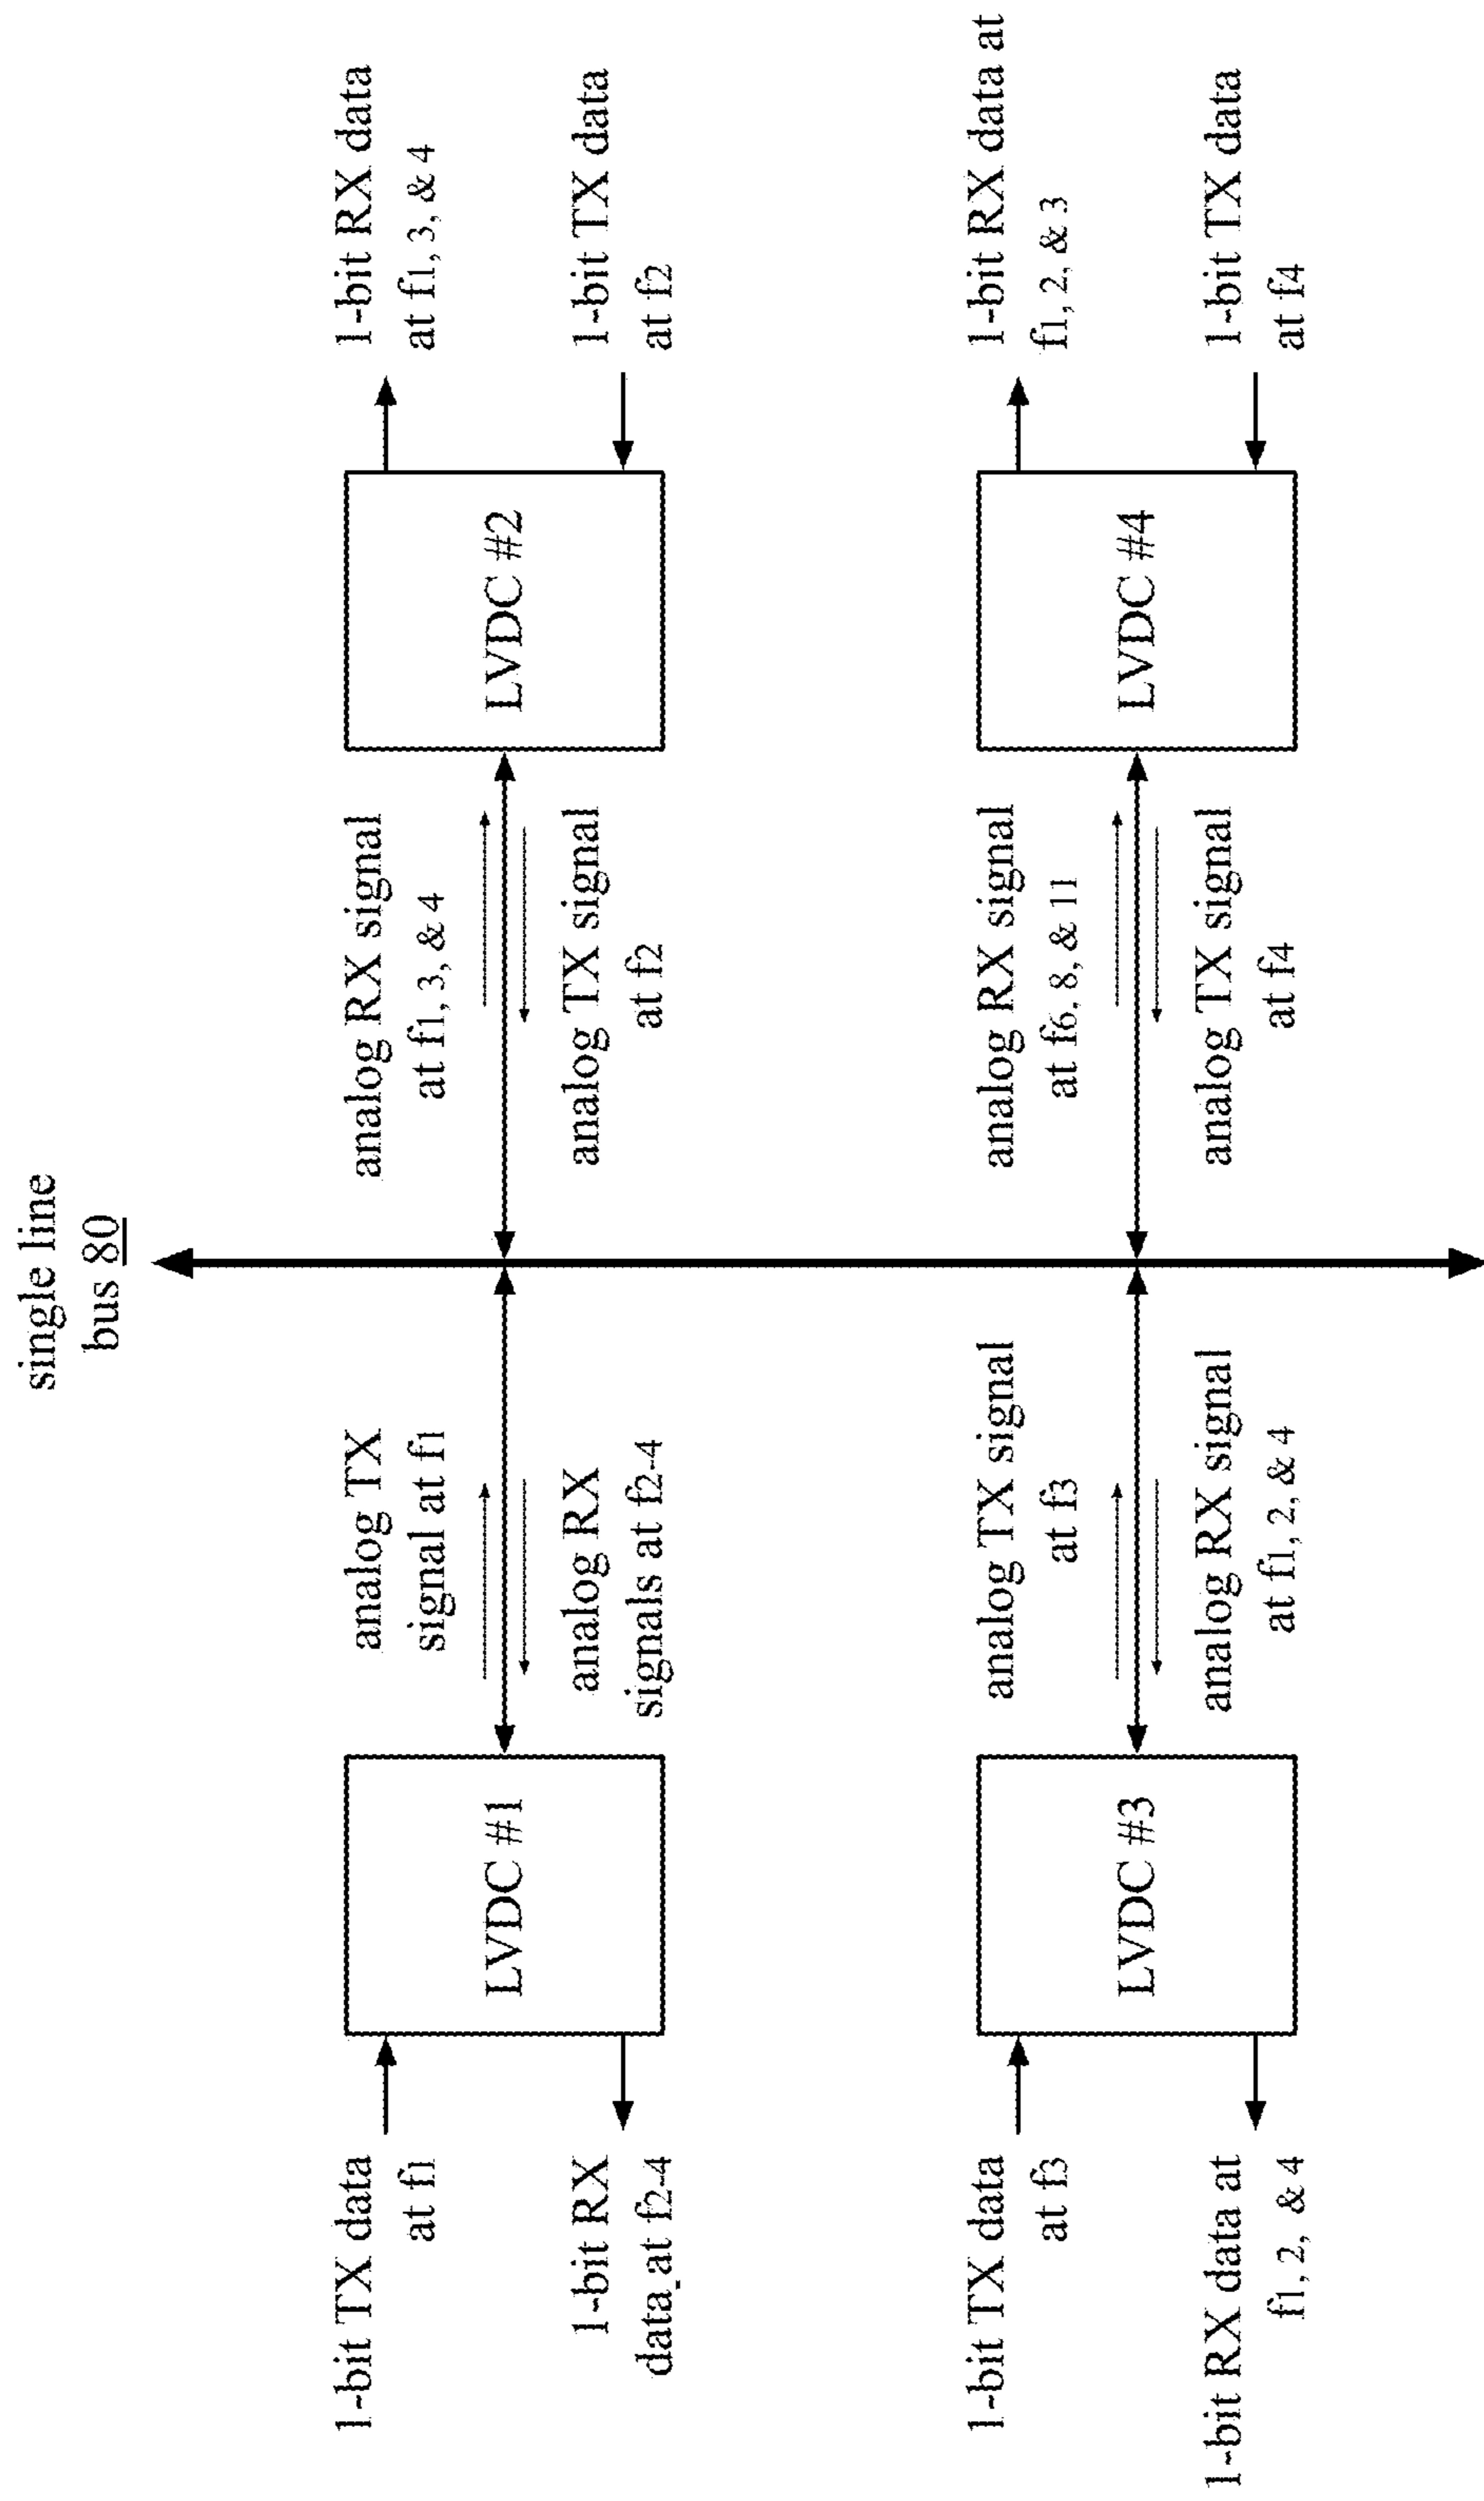 single line
bus 80
1-bit TX data
at f1
analog TX
signal at f1
analog RX signal
at f1, 3, & 4
1-bit RX data
at f1, 3, & 4
LVDC #1
LVDC #2
1-bit RX
data at f2-4
analog RX
signals at f2-4
analog TX signal
at f2
1-bit TX data
at f2
1-bit TX data
at f3
analog TX signal
at f3
analog RX signal
at f6, 8, & 11
1-bit RX data at
f1, 2, & 3
LVDC #3
LVDC #4
1-bit RX data at
f1, 2, & 4
analog RX signal
at f1, 2, & 4
analog TX signal
at f4
1-bit TX data
at f4